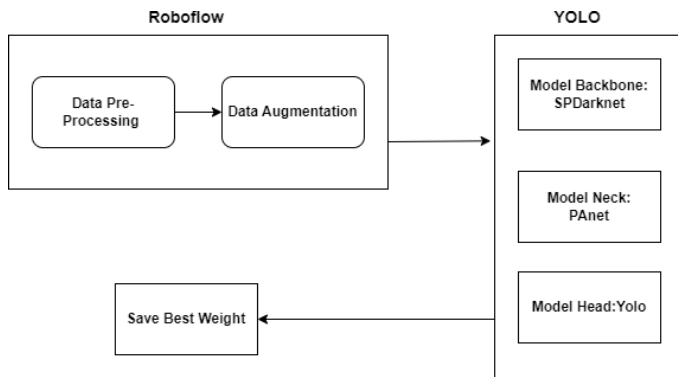 Roboflow
YOLO
Data Pre-
Processing
Data Augmentation
Model Backbone:
SPDarknet
Model Neck:
PAnet
Model Head:Yolo
Save Best Weight